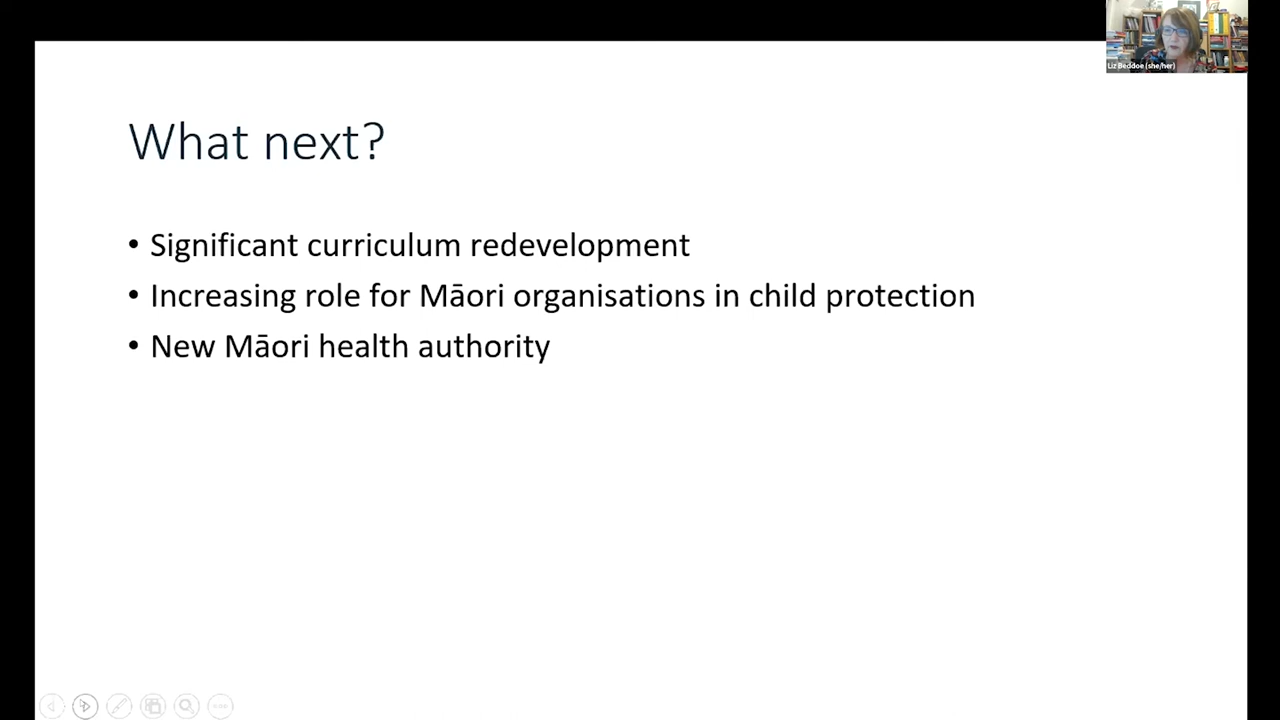 Liz Beddoe (she/her)
What next?
• Significant curriculum redevelopment
• Increasing role for Māori organisations in child protection
• New Māori health authority